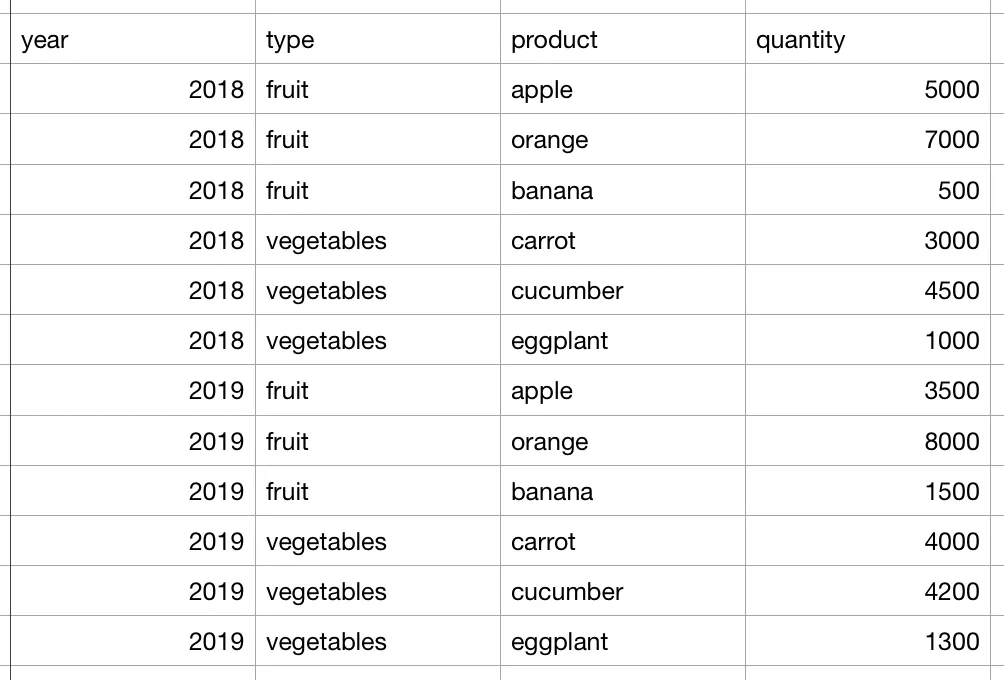 year type product quantity
2018 fruit apple 5000
2018 fruit orange 7000
2018 fruit banana 500
2018 vegetables carrot 3000
2018 vegetables cucumber 4500
2018 vegetables eggplant 1000
2019 fruit apple 3500
2019 fruit orange 8000
2019 fruit banana 1500
2019 vegetables carrot 4000
2019 vegetables cucumber 4200
2019 vegetables eggplant 1300